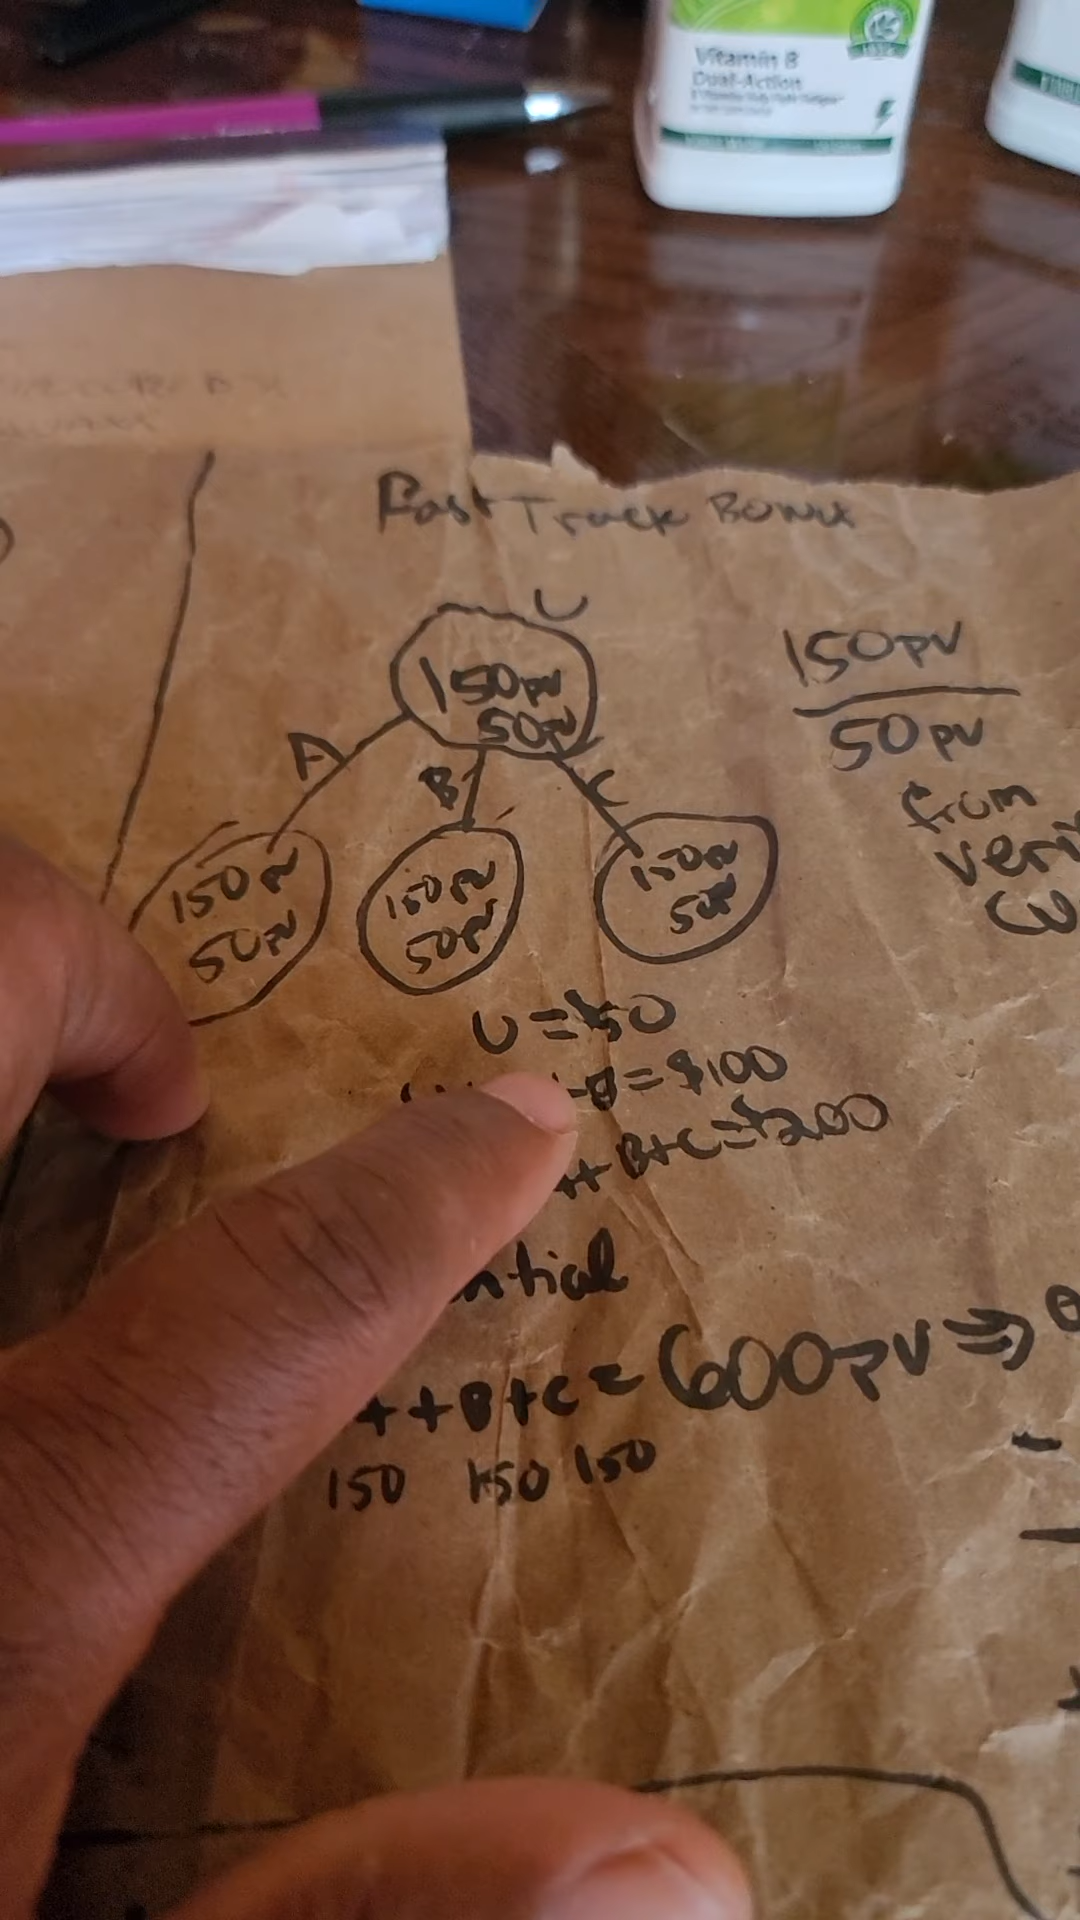 Vitamin B
Dual-Action
Fast Track Bonux
U
150pv
50pv
150pv
50pv
from
A
B
C
150pv
50pv
150pv
50pv
150pv
50pv
U = $50
B = $100
+ B+C = $200
ntial
+ + B + C = 600pv
150 150 150